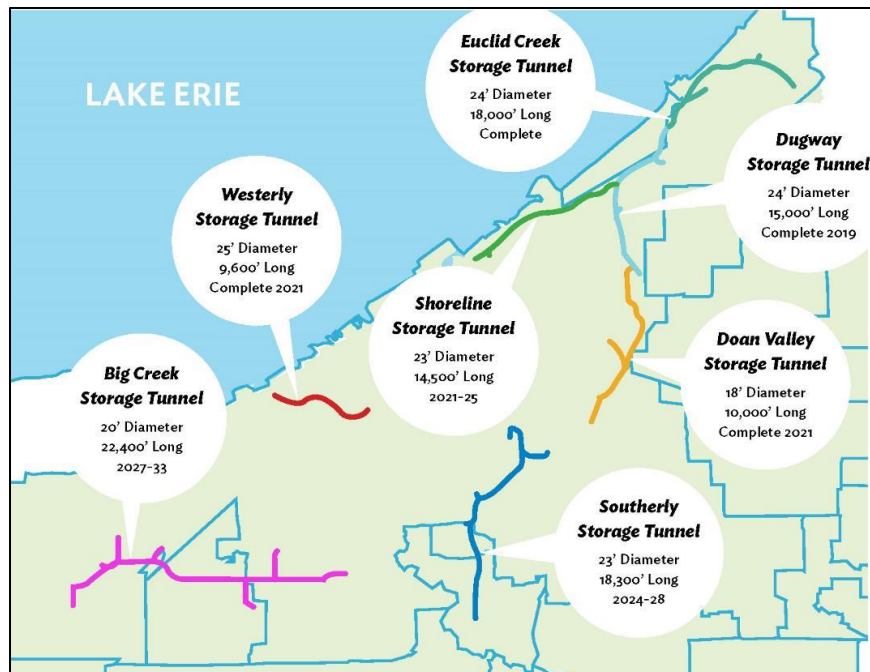 LAKE ERIE
Euclid Creek
Storage Tunnel
24' Diameter
18,000' Long
Complete
Dugway
Storage Tunnel
24' Diameter
15,000' Long
Complete 2019
Westerly
Storage Tunnel
25' Diameter
9,600' Long
Complete 2021
Shoreline
Storage Tunnel
23' Diameter
14,500' Long
2021-25
Doan Valley
Storage Tunnel
18' Diameter
10,000' Long
Complete 2021
Big Creek
Storage Tunnel
20' Diameter
22,400' Long
2027-33
Southerly
Storage Tunnel
23' Diameter
18,300' Long
2024-28